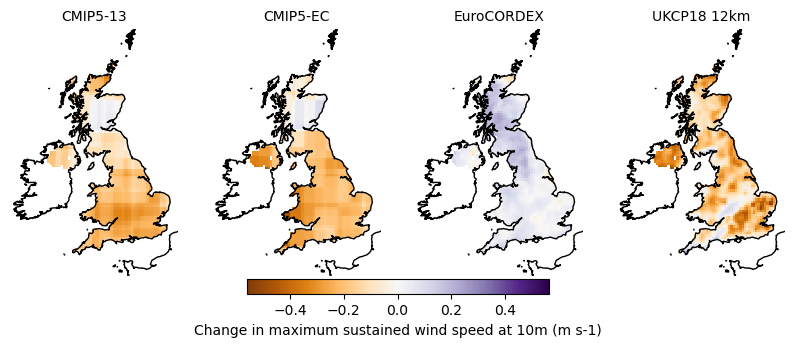 CMIP5-13 CMIP5-EC EuroCORDEX UKCP18 12km
−0.4 −0.2 0.0 0.2 0.4
Change in maximum sustained wind speed at 10m (m s-1)